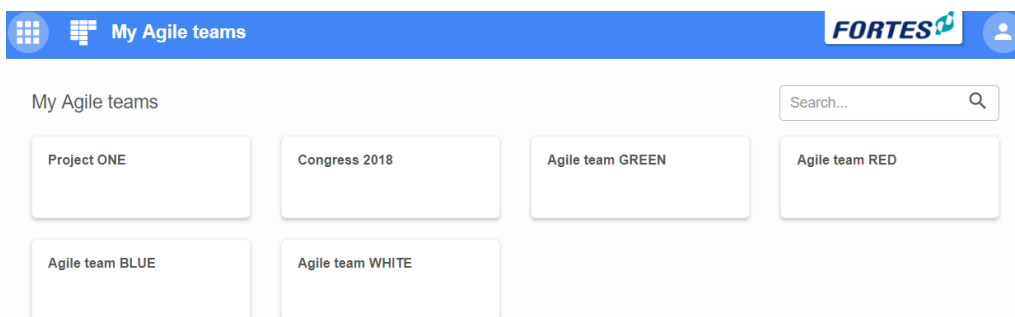 My Agile teams
FORTES
My Agile teams
Search...
Project ONE
Congress 2018
Agile team GREEN
Agile team RED
Agile team BLUE
Agile team WHITE